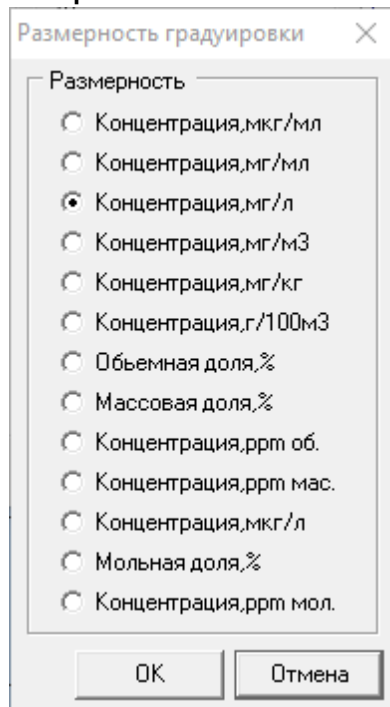 Размерность градуировки
Размерность
Концентрация,мкг/мл
Концентрация,мг/мл
Концентрация,мг/л
Концентрация,мг/м3
Концентрация,мг/кг
Концентрация,г/100м3
Обьемная доля,%
Массовая доля,%
Концентрация,ppm об.
Концентрация,ppm мас.
Концентрация,мкг/л
Мольная доля,%
Концентрация,ppm мол.
OK Отмена